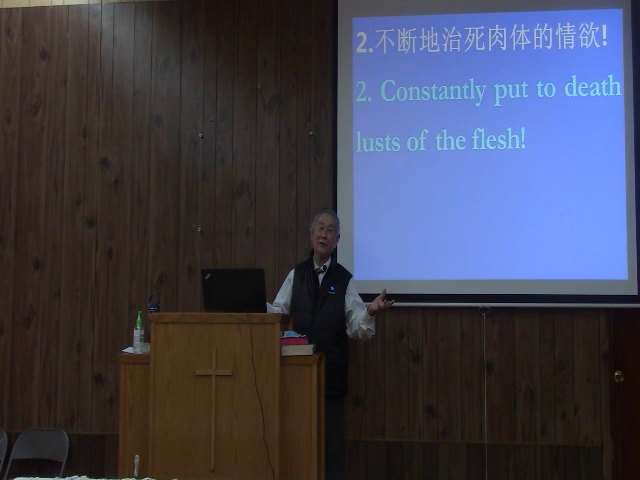 2.不断地治死肉体的情欲!
2. Constantly put to death
lusts of the flesh!